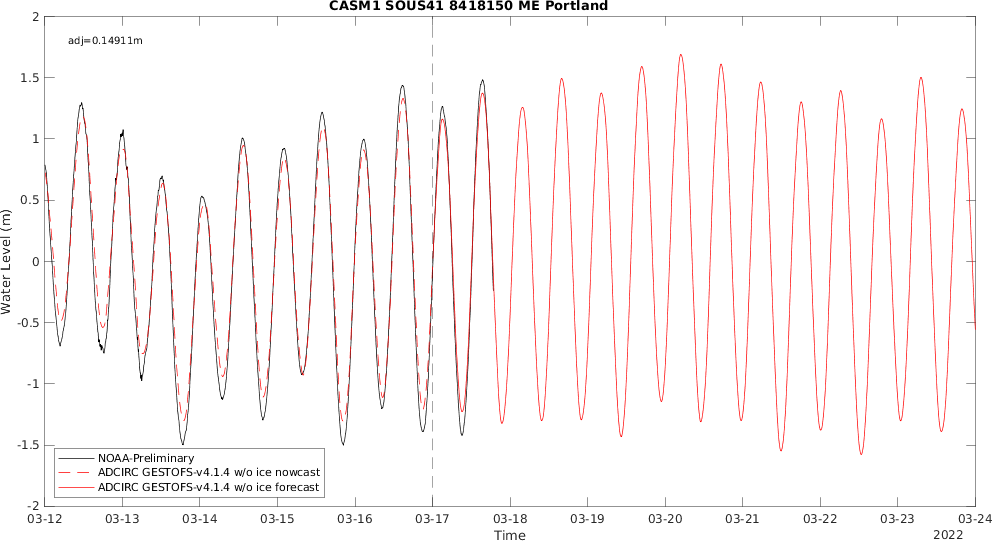 CASM1 SOUS41 8418150 ME Portland
adj=0.14911m
2
1.5
1
0.5
0
-0.5
-1
-1.5
-2
Water Level (m)
NOAA-Preliminary
ADCIRC GESTOFS-v4.1.4 w/o ice nowcast
ADCIRC GESTOFS-v4.1.4 w/o ice forecast
03-12 03-13 03-14 03-15 03-16 03-17 03-18 03-19 03-20 03-21 03-22 03-23 03-24
Time
2022